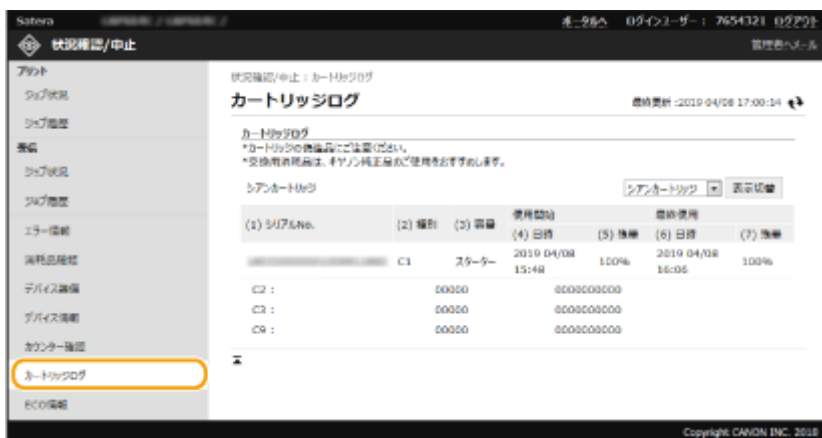 Satera
ポータルへ ログインユーザー : 7654321 ログアウト
状況確認/中止
管理者へメール
プリント
ジョブ状況
ジョブ履歴
受信
ジョブ状況
ジョブ履歴
エラー情報
消耗品確認
デバイス設備
デバイス情報
カウンター確認
カートリッジログ
ECO情報
状況確認/中止 : カートリッジログ
カートリッジログ
最終更新 :2019 04/08 17:00:14
カートリッジログ
*カートリッジの偽造品にご注意ください。
*交換用消耗品は、キヤノン純正品のご使用をおすすめします。
シアンカートリッジ
シアンカートリッジ 表示切替
(1) シリアルNo. (2) 種別 (3) 容量 使用開始 最終使用
(4) 日時 (5) 残量 (6) 日時 (7) 残量
C1 スターター 2019 04/08 15:48 100% 2019 04/08 16:06 100%
C2 : 00000 0000000000
C3 : 00000 0000000000
C9 : 00000 0000000000
Copyright CANON INC. 2018